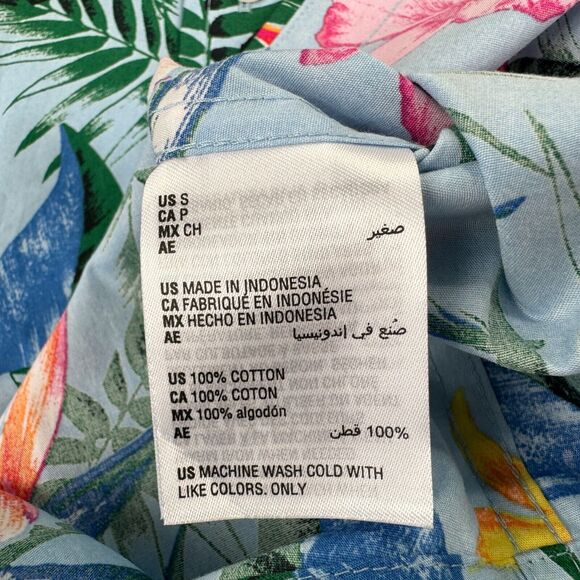 US S
CA P
MX CH
AE صغير
US MADE IN INDONESIA
CA FABRIQUÉ EN INDONÉSIE
MX HECHO EN INDONESIA
AE صُنع في إندونيسيا
US 100% COTTON
CA 100% COTON
MX 100% algodón
AE 100% قطن
US MACHINE WASH COLD WITH
LIKE COLORS. ONLY